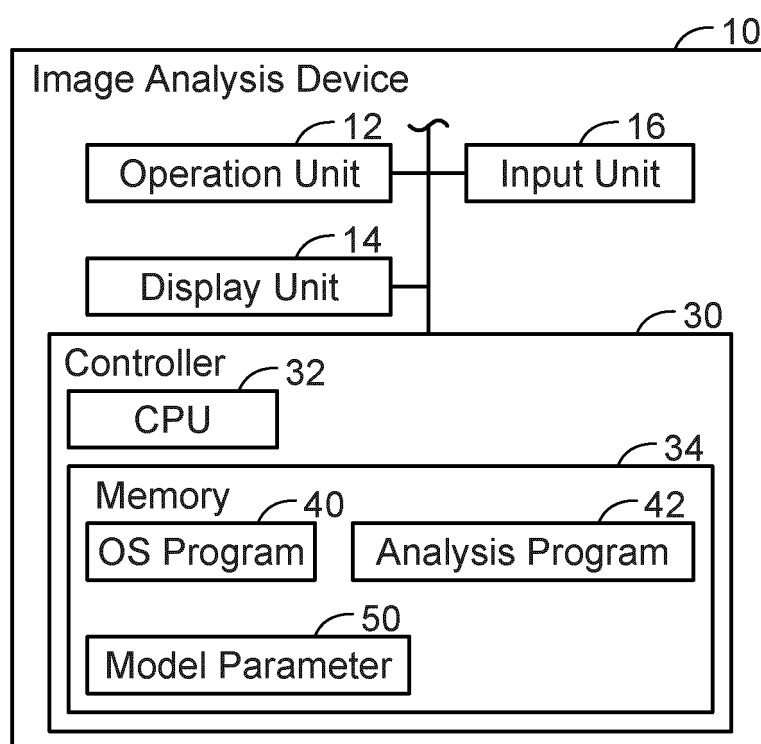 10
Image Analysis Device
12
16
Operation Unit
Input Unit
14
Display Unit
30
Controller
32
CPU
34
Memory
40
42
OS Program
Analysis Program
50
Model Parameter